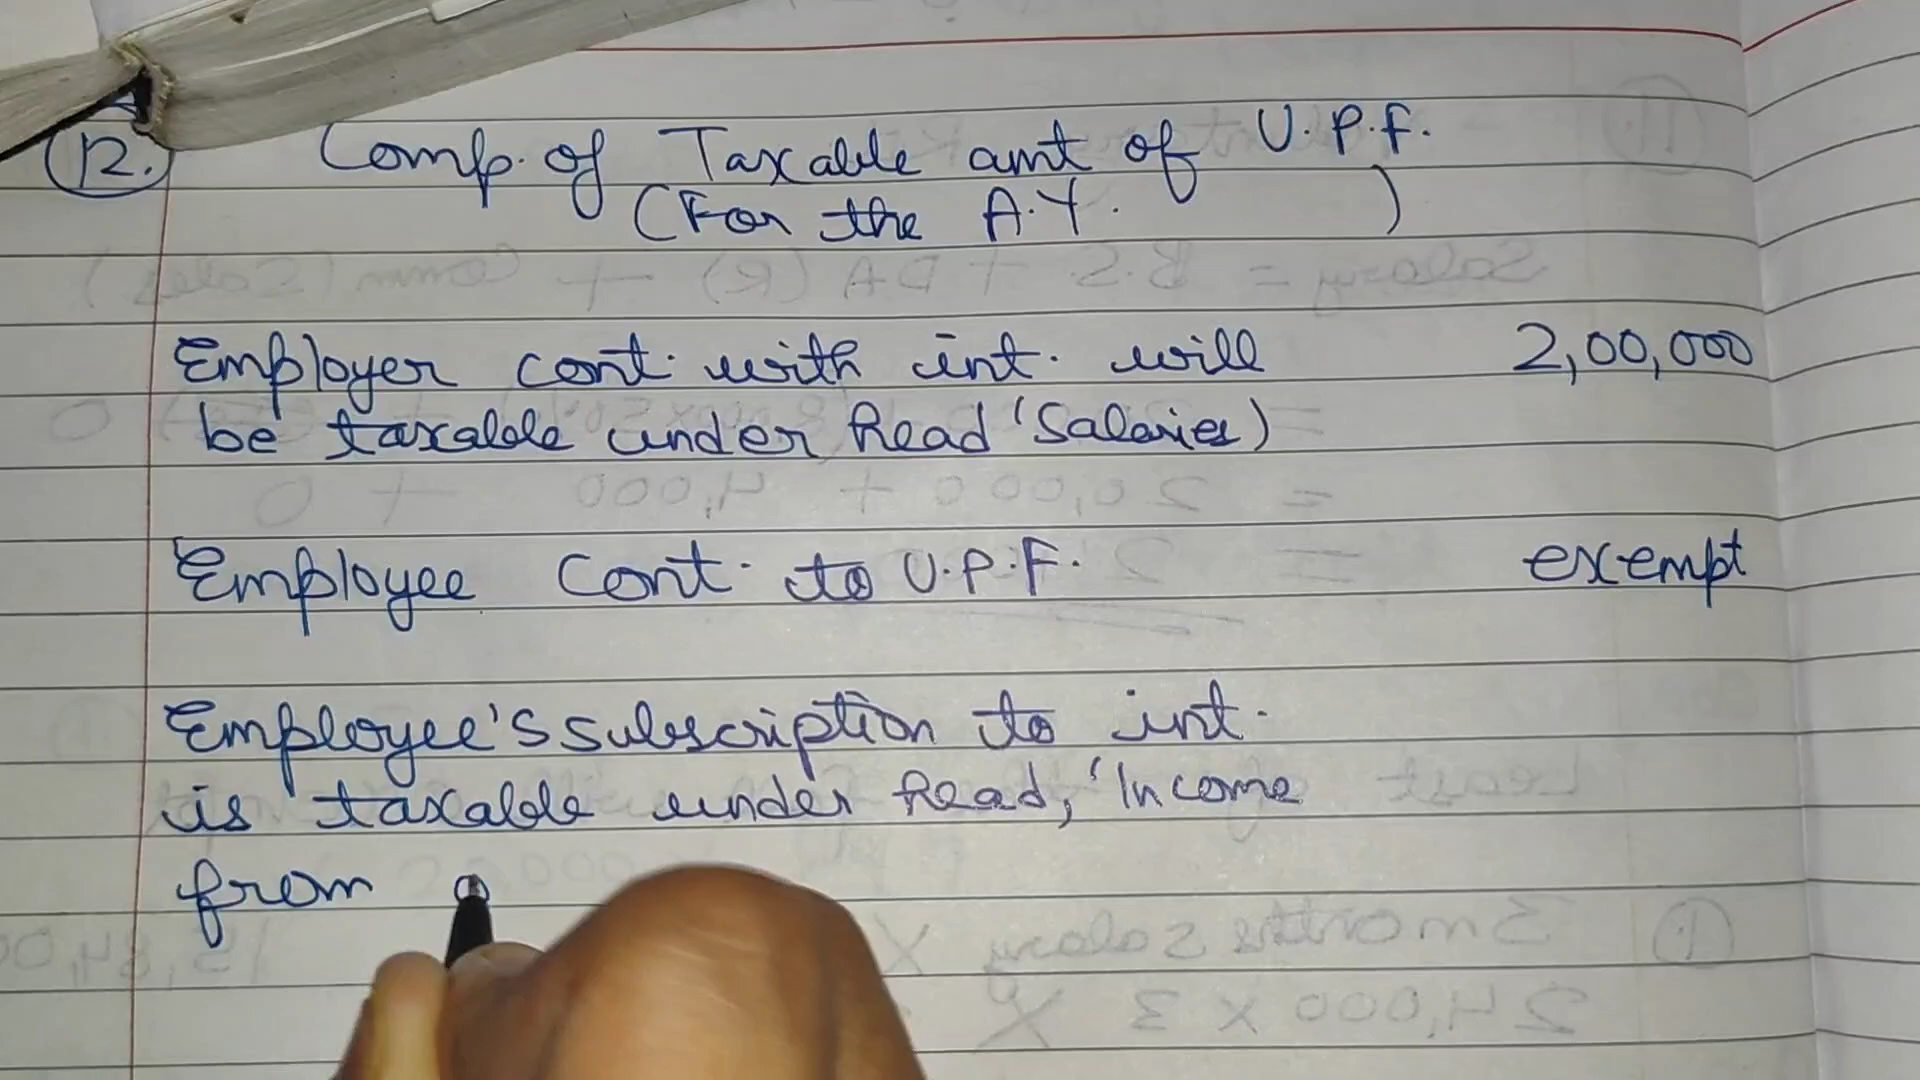 12. Comp. of Taxable amt of U.P.F.
(For the A.Y. )
Employer cont. with int. will 2,00,000
be taxable under head 'Salaries)
Employee Cont. to U.P.F. exempt
Employee's subscription to int.
is taxable under head, 'Income
from o